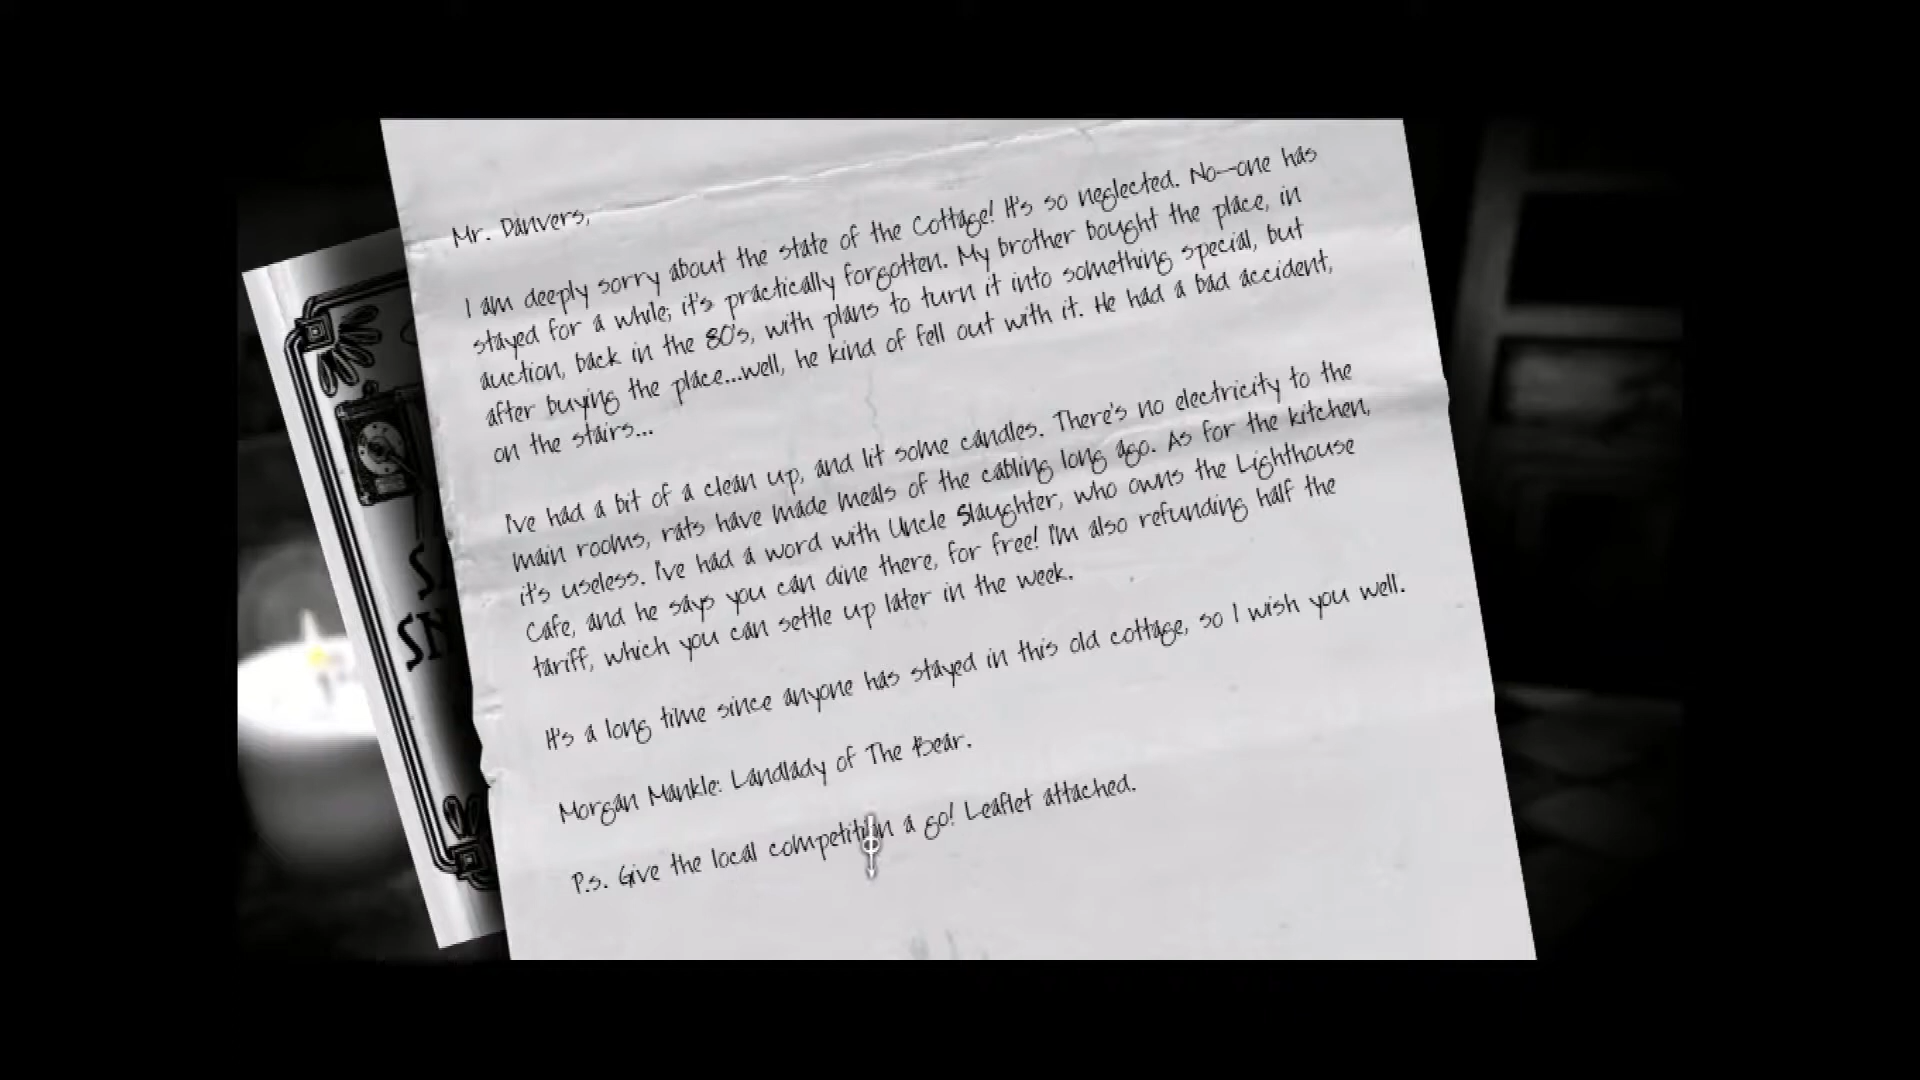 Mr. Danvers,
I am deeply sorry about the state of the Cottage! It's so neglected. No--one has
stayed for a while; it's practically forgotten. My brother bought the place, in
auction, back in the 80's, with plans to turn it into something special, but
after buying the place...well, he kind of fell out with it. He had a bad accident,
on the stairs...
I've had a bit of a clean up, and lit some candles. There's no electricity to the
main rooms, rats have made meals of the cabling long ago. As for the kitchen,
it's useless. I've had a word with Uncle Slaughter, who owns the Lighthouse
Cafe, and he says you can dine there, for free! I'm also refunding half the
tariff, which you can settle up later in the week.
It's a long time since anyone has stayed in this old cottage, so I wish you well.
Morgan Mankle: Landlady of The Bear.
P.s. Give the local competition a go! Leaflet attached.